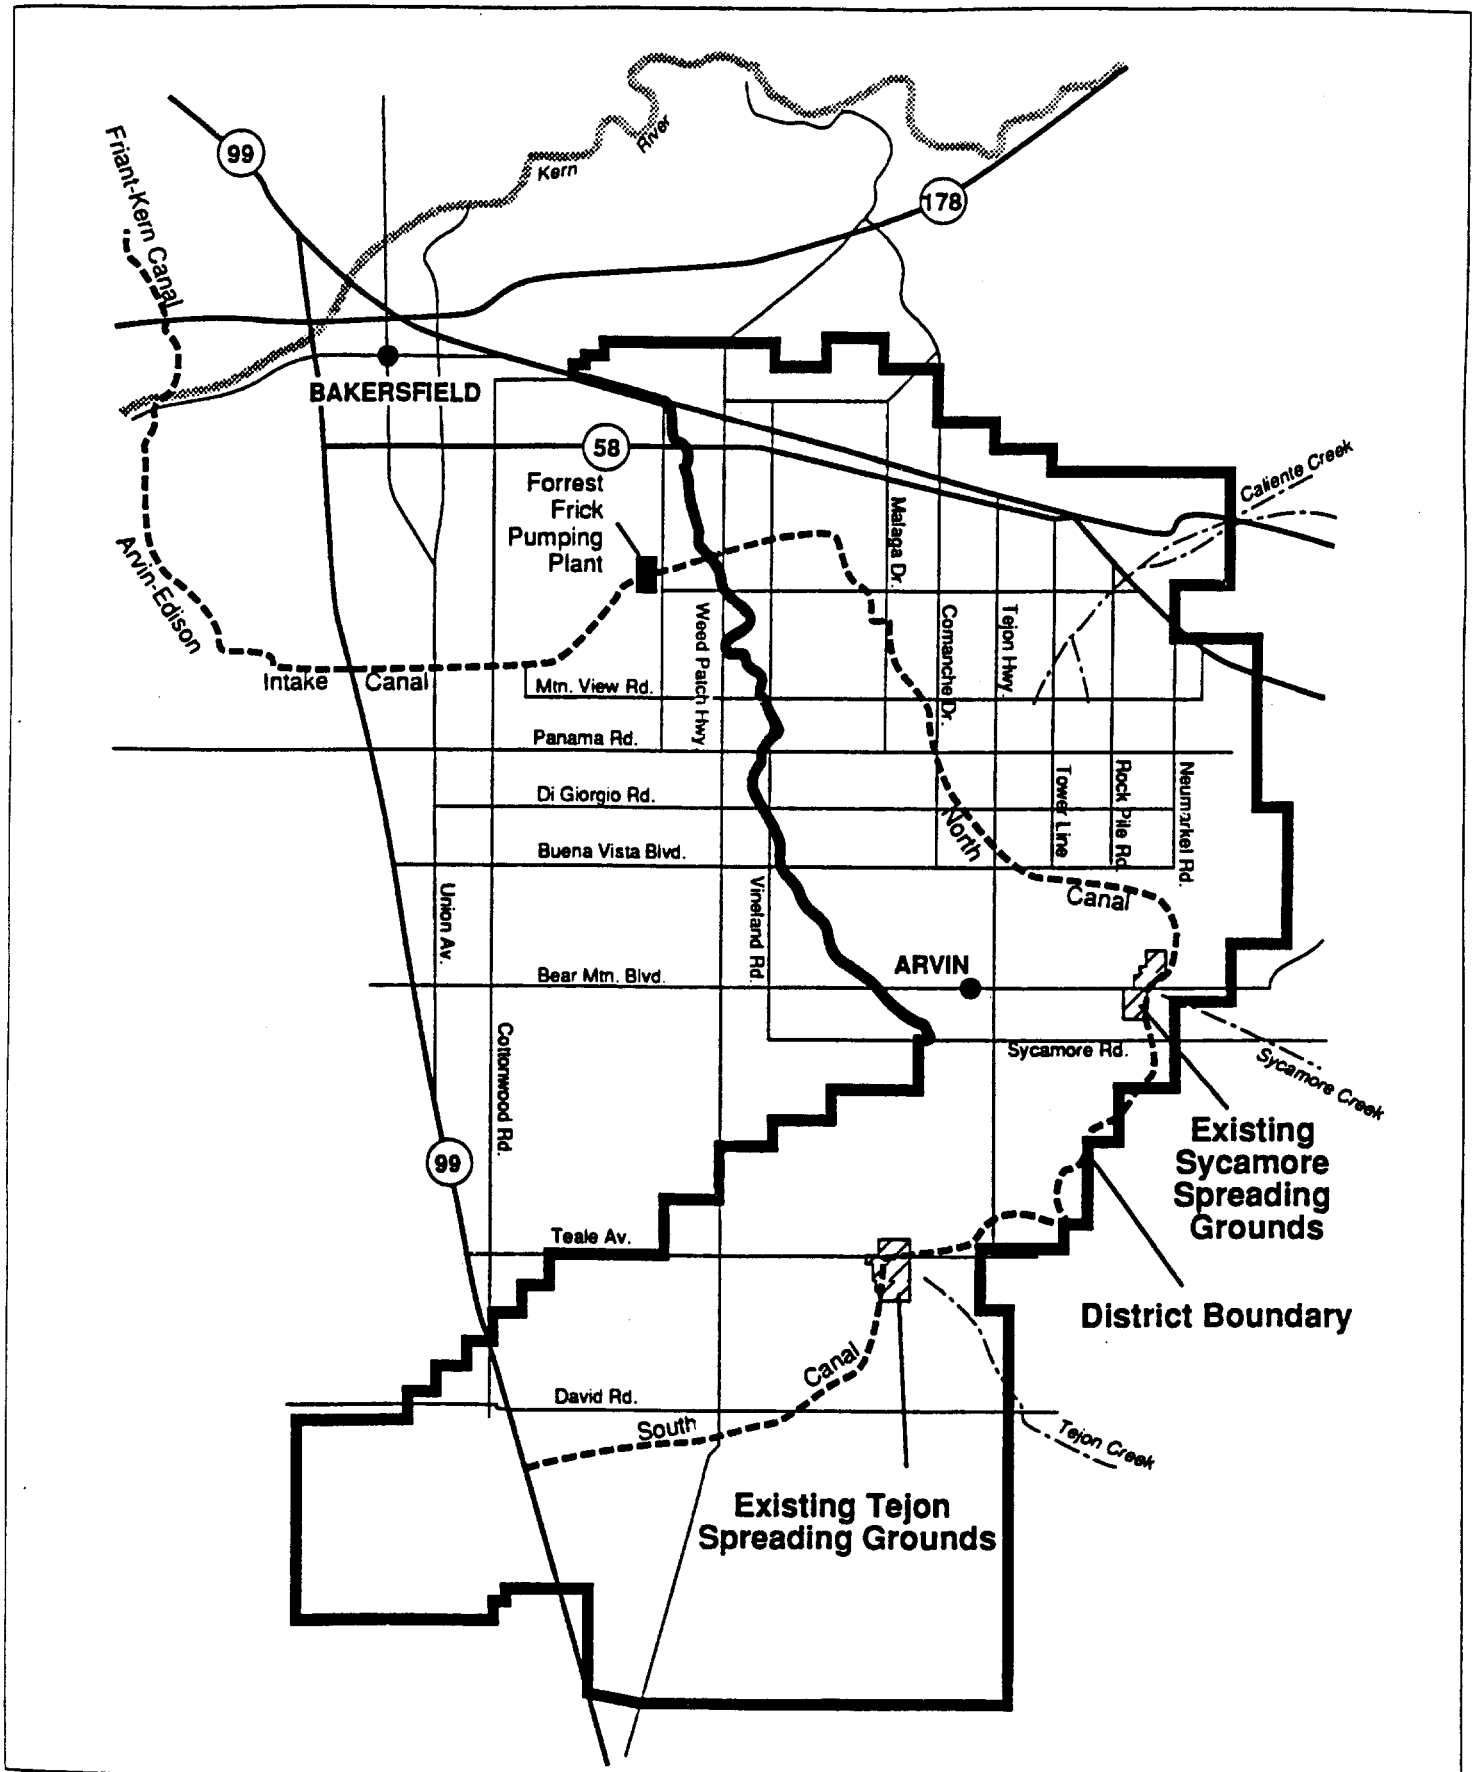 99
Friant-Kern Canal
Kern
River
178
BAKERSFIELD
58
Forrest
Frick
Pumping
Plant
Caliente Creek
Malaga Dr.
Arvin-Edison
Intake Canal
Weed Patch Hwy.
Comanche Dr.
Tejon Hwy.
Mtn. View Rd.
Panama Rd.
Di Giorgio Rd.
Tower Line
Rock Pile Rd.
Neumarkel Rd.
North
Canal
Buena Vista Blvd.
Union Av.
Vineland Rd.
ARVIN
Bear Mtn. Blvd.
Cottonwood Rd.
Sycamore Rd.
Sycamore Creek
Existing
Sycamore
Spreading
Grounds
99
Teale Av.
District Boundary
Canal
David Rd.
South
Tejon Creek
Existing Tejon
Spreading Grounds